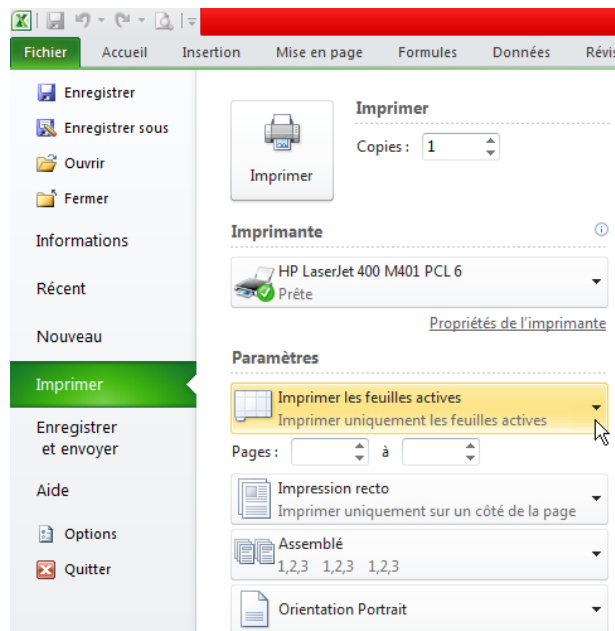 Fichier Accueil Insertion Mise en page Formules Données Révis
Enregistrer
Enregistrer sous
Ouvrir
Fermer
Informations
Récent
Nouveau
Imprimer
Enregistrer
et envoyer
Aide
Options
Quitter
Imprimer
Imprimer
Copies : 1
Imprimante
HP LaserJet 400 M401 PCL 6
Prête
Propriétés de l'imprimante
Paramètres
Imprimer les feuilles actives
Imprimer uniquement les feuilles actives
Pages : à
Impression recto
Imprimer uniquement sur un côté de la page
Assemblé
1,2,3 1,2,3 1,2,3
Orientation Portrait